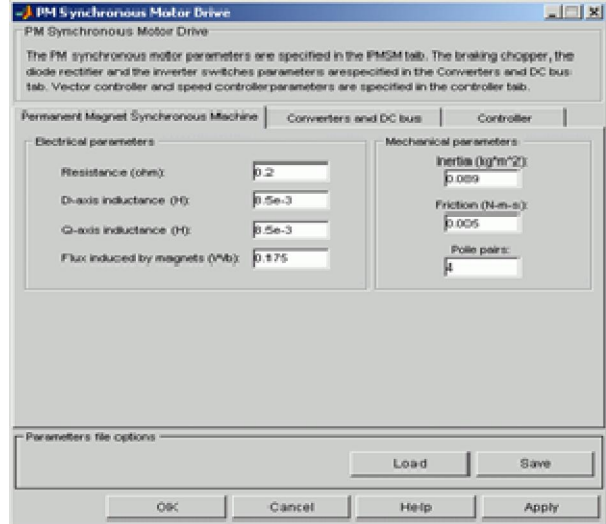 PM Synchronous Motor Drive
PM Synchronous Motor Drive
The PM synchronous motor parameters are specified in the PMSM tab. The braking chopper, the
diode rectifier and the inverter switches parameters arespecified in the Converters and DC bus
tab. Vector controller and speed controllerparameters are specified in the controller tab.
Permanent Magnet Synchronous Machine
Converters and DC bus
Controller
Electrical parameters
Resistance (ohm): 0.2
D-axis inductance (H): 8.5e-3
Q-axis inductance (H): 8.5e-3
Flux induced by magnets (Wb): 0.175
Mechanical parameters
Inertia (kg*m^2):
0.089
Friction (N-m-s):
0.005
Pole pairs:
4
Parameters file options
Load
Save
OK
Cancel
Help
Apply